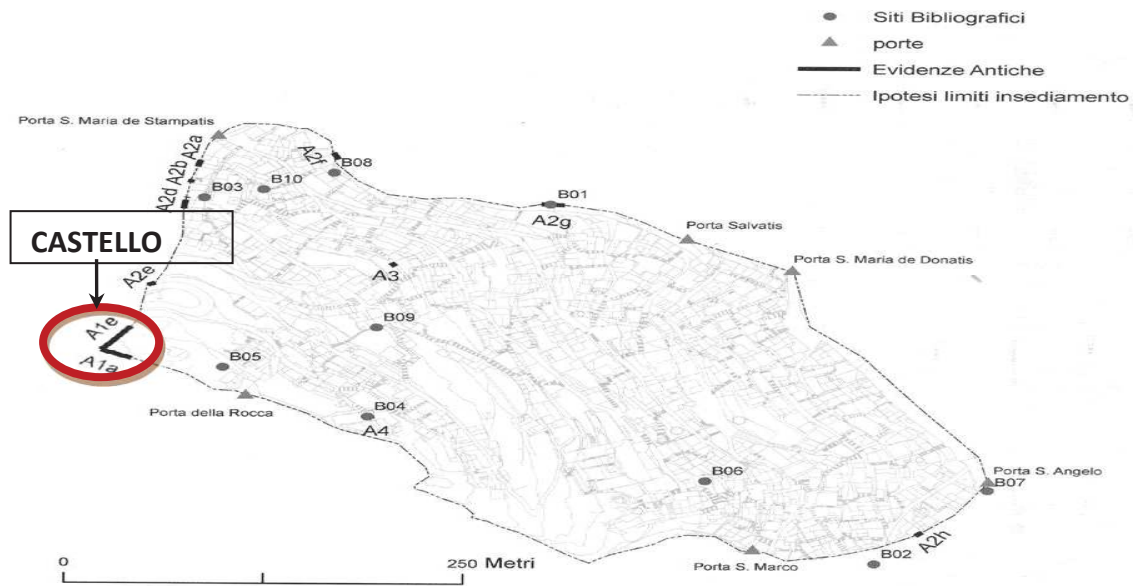 Siti Bibliografici
porte
Evidenze Antiche
Ipotesi limiti insediamento
Porta S. Maria de Stampatis
A2a
A2b
A2d
A2f
B08
B10
B03
B01
A2g
CASTELLO
Porta Salvatis
Porta S. Maria de Donatis
A2e
A3
A1e
B09
A1a
B05
Porta della Rocca
B04
A4
B06
Porta S. Angelo
B07
A2h
B02
Porta S. Marco
0
250 Metri